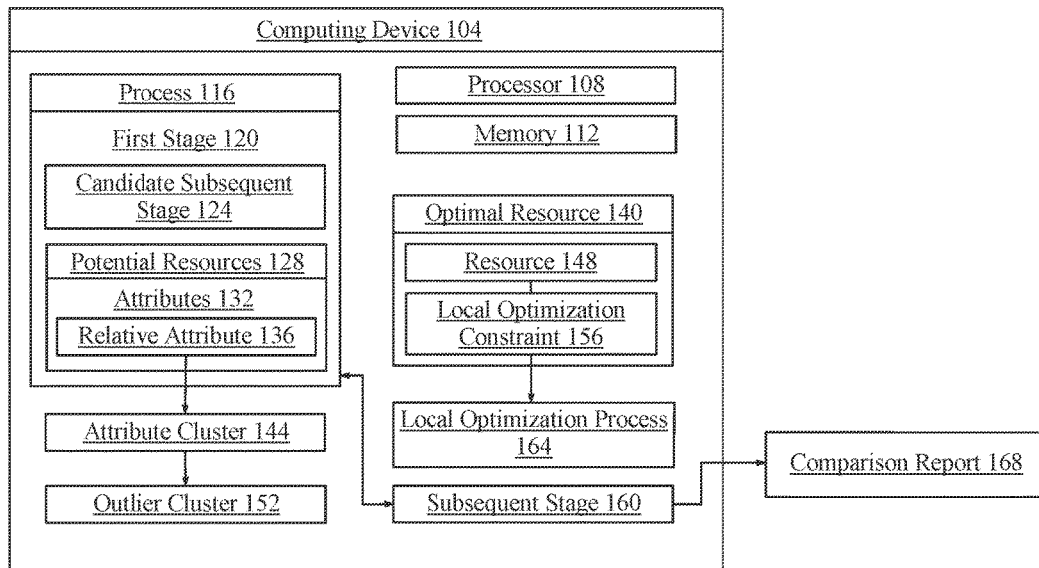 Computing Device 104
Process 116
First Stage 120
Candidate Subsequent
Stage 124
Potential Resources 128
Attributes 132
Relative Attribute 136
Attribute Cluster 144
Outlier Cluster 152
Processor 108
Memory 112
Optimal Resource 140
Resource 148
Local Optimization
Constraint 156
Local Optimization Process
164
Subsequent Stage 160
Comparison Report 168